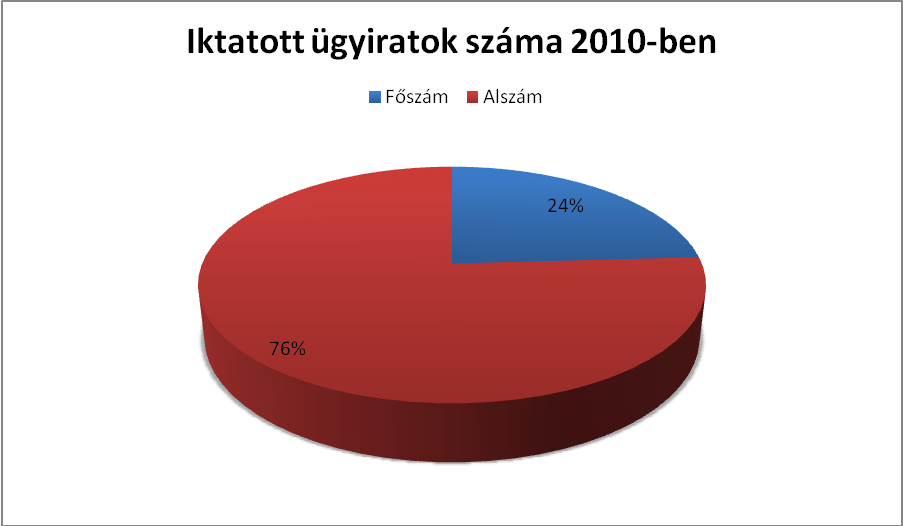 Iktatott ügyiratok száma 2010-ben
Főszám Alszám
24%
76%